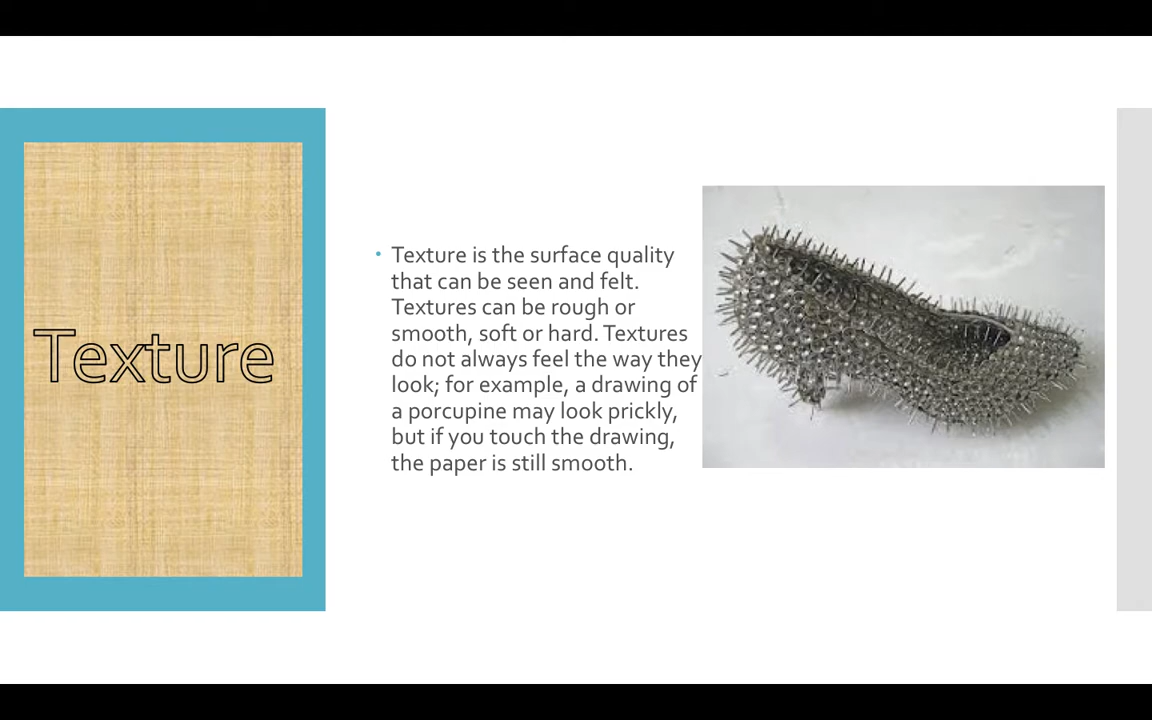 Texture
• Texture is the surface quality
that can be seen and felt.
Textures can be rough or
smooth, soft or hard. Textures
do not always feel the way they
look; for example, a drawing of
a porcupine may look prickly,
but if you touch the drawing,
the paper is still smooth.